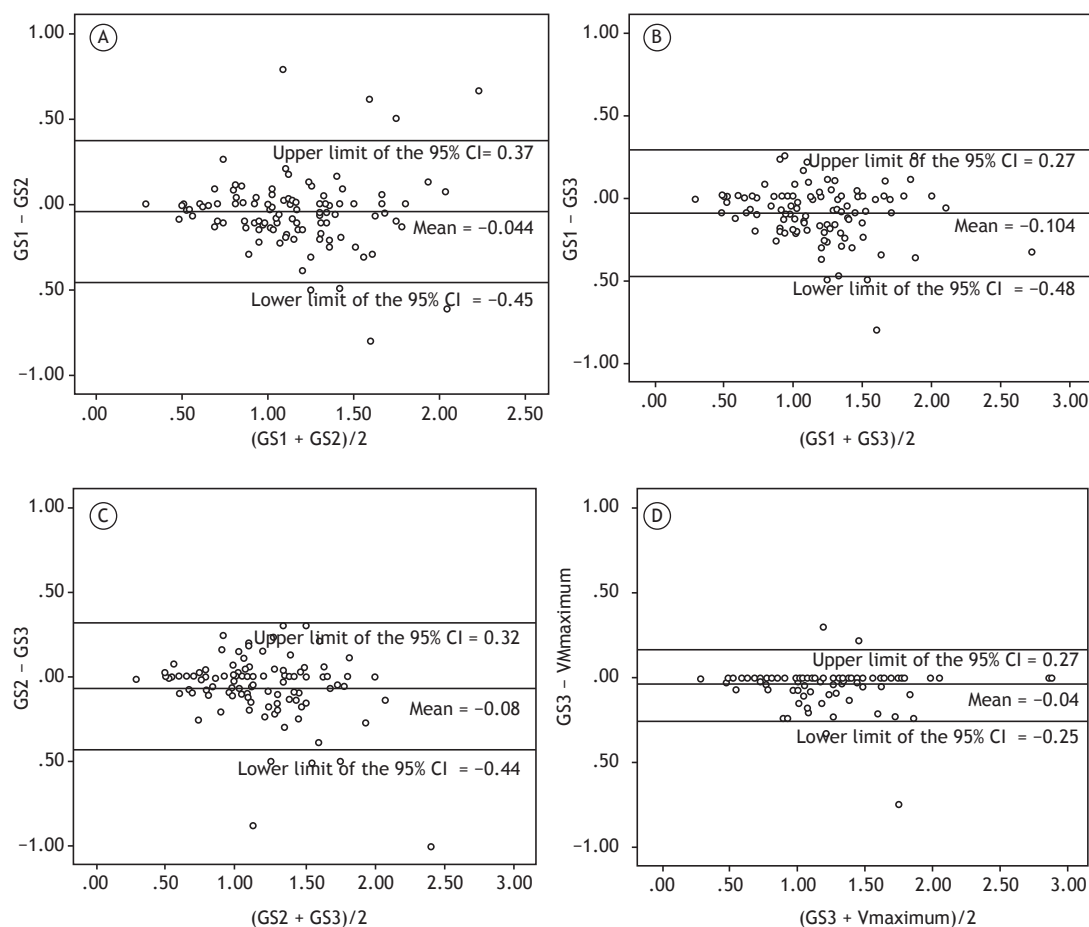 A
1.00
.50
.00
.50
−1.00
GS1 − GS2
Upper limit of the 95% CI= 0.37
Mean = −0.044
Lower limit of the 95% CI = −0.45
.00 .50 1.00 1.50 2.00 2.50
(GS1 + GS2)/2
B
1.00
.50
.00
.50
−1.00
GS1 − GS3
Upper limit of the 95% CI = 0.27
Mean = −0.104
Lower limit of the 95% CI = −0.48
.00 .50 1.00 1.50 2.00 2.50 3.00
(GS1 + GS3)/2
C
1.00
.50
.00
.50
−1.00
GS2 − GS3
Upper limit of the 95% CI = 0.32
Mean = −0.08
Lower limit of the 95% CI = −0.44
.00 .50 1.00 1.50 2.00 2.50 3.00
(GS2 + GS3)/2
D
1.00
.50
.00
.50
−1.00
GS3 − VMmaximum
Upper limit of the 95% CI = 0.27
Mean = −0.04
Lower limit of the 95% CI = −0.25
.00 .50 1.00 1.50 2.00 2.50 3.00
(GS3 + Vmaximum)/2